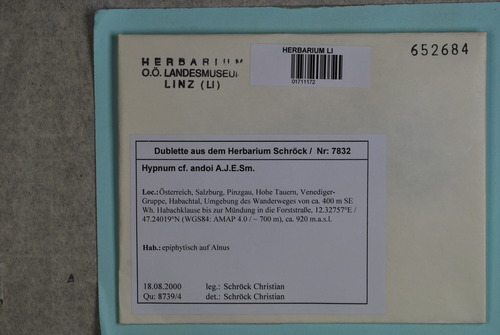 HERBARIUM
O.Ö. LANDESMUSEUM
LINZ (LI)
HERBARIUM LI
01711172
652684
Dublette aus dem Herbarium Schröck / Nr: 7832
Hypnum cf. andoi A.J.E.Sm.
Loc.:Österreich, Salzburg, Pinzgau, Hohe Tauern, Venediger-
Gruppe, Habachtal, Umgebung des Wanderweges von ca. 400 m SE
Wh. Habachklause bis zur Mündung in die Forststraße, 12.32757°E /
47.24019°N (WGS84: AMAP 4.0 / ~ 700 m), ca. 920 m.a.s.l.
Hab.:epiphytisch auf Alnus
18.08.2000 leg.: Schröck Christian
Qu: 8739/4 det.: Schröck Christian